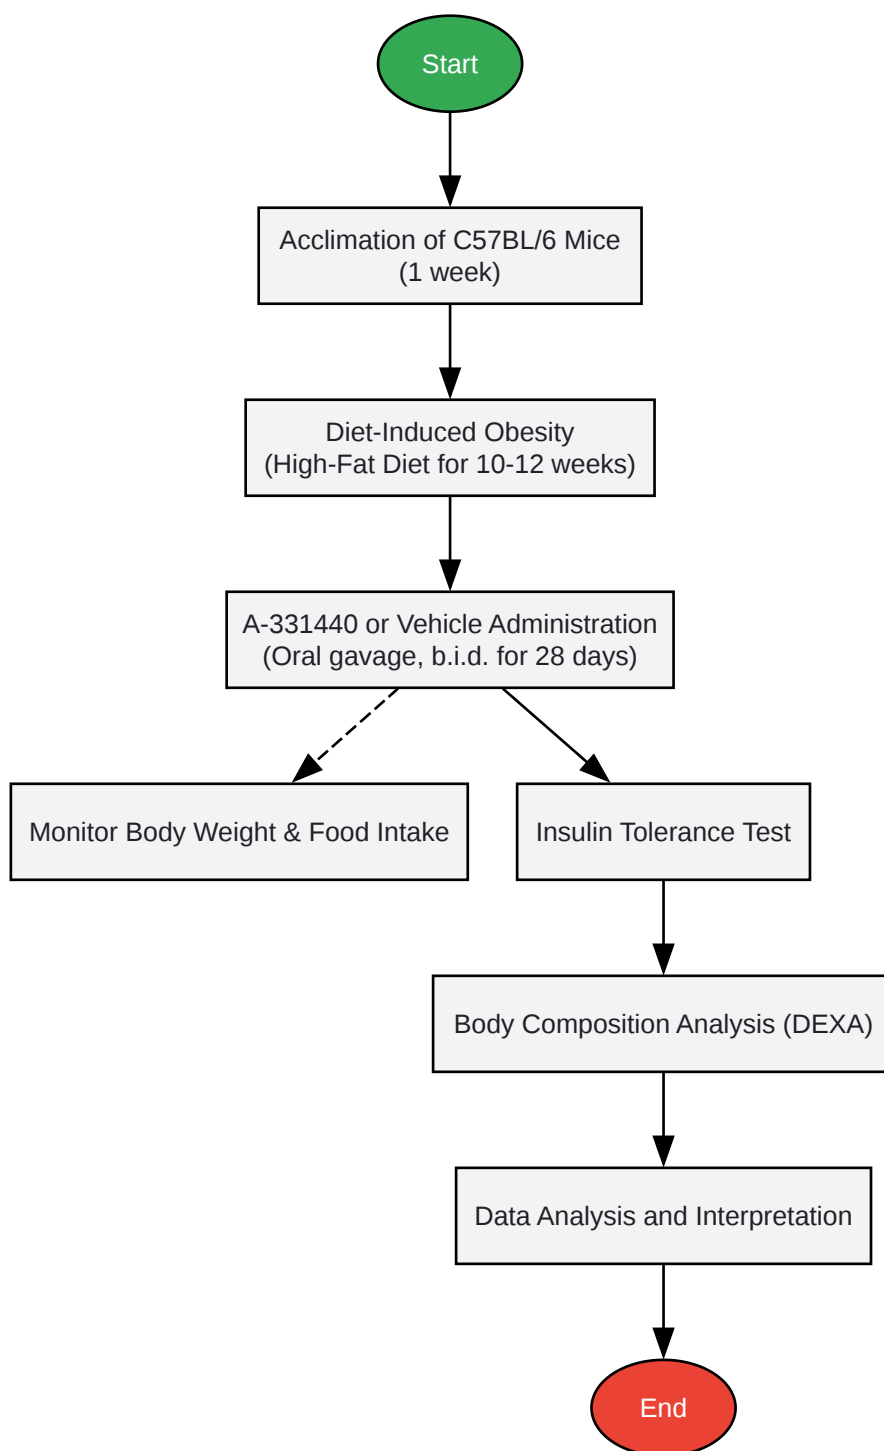 Start
Acclimation of C57BL/6 Mice
(1 week)
Diet-Induced Obesity
(High-Fat Diet for 10-12 weeks)
A-331440 or Vehicle Administration
(Oral gavage, b.i.d. for 28 days)
Monitor Body Weight & Food Intake
Insulin Tolerance Test
Body Composition Analysis (DEXA)
Data Analysis and Interpretation
End